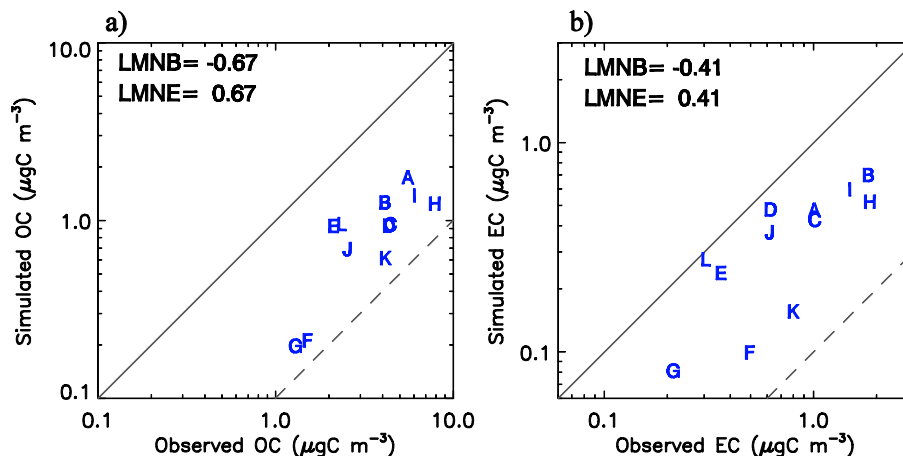 a)
10.0
LMNB= -0.67
LMNE= 0.67
Simulated OC (μgC m⁻³)
A
I
B
H
E
L
D
C
J
K
1.0
F
G
0.1
0.1
1.0
10.0
Observed OC (μgC m⁻³)
b)
LMNB= -0.41
LMNE= 0.41
Simulated EC (μgC m⁻³)
1.0
B
I
H
D
A
C
J
L
E
K
F
G
0.1
0.1
1.0
Observed EC (μgC m⁻³)